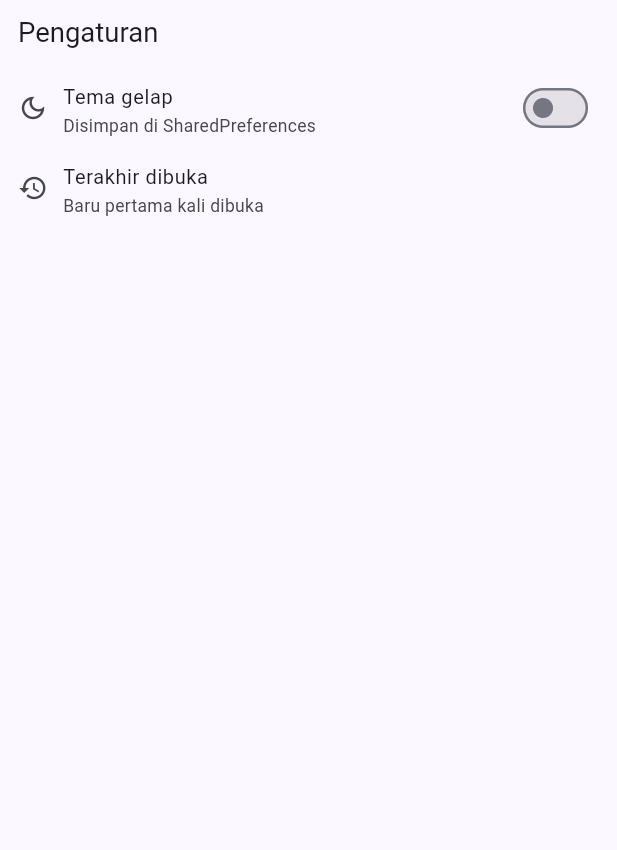 Pengaturan
Tema gelap
Disimpan di SharedPreferences
Terakhir dibuka
Baru pertama kali dibuka